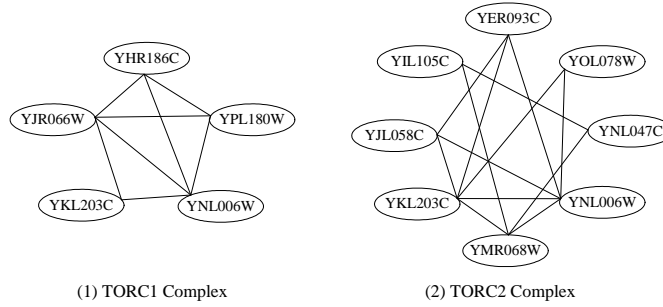 YHR186C
YJR066W
YPL180W
YKL203C
YNL006W
(1) TORC1 Complex
YER093C
YIL105C
YOL078W
YJL058C
YNL047C
YKL203C
YNL006W
YMR068W
(2) TORC2 Complex